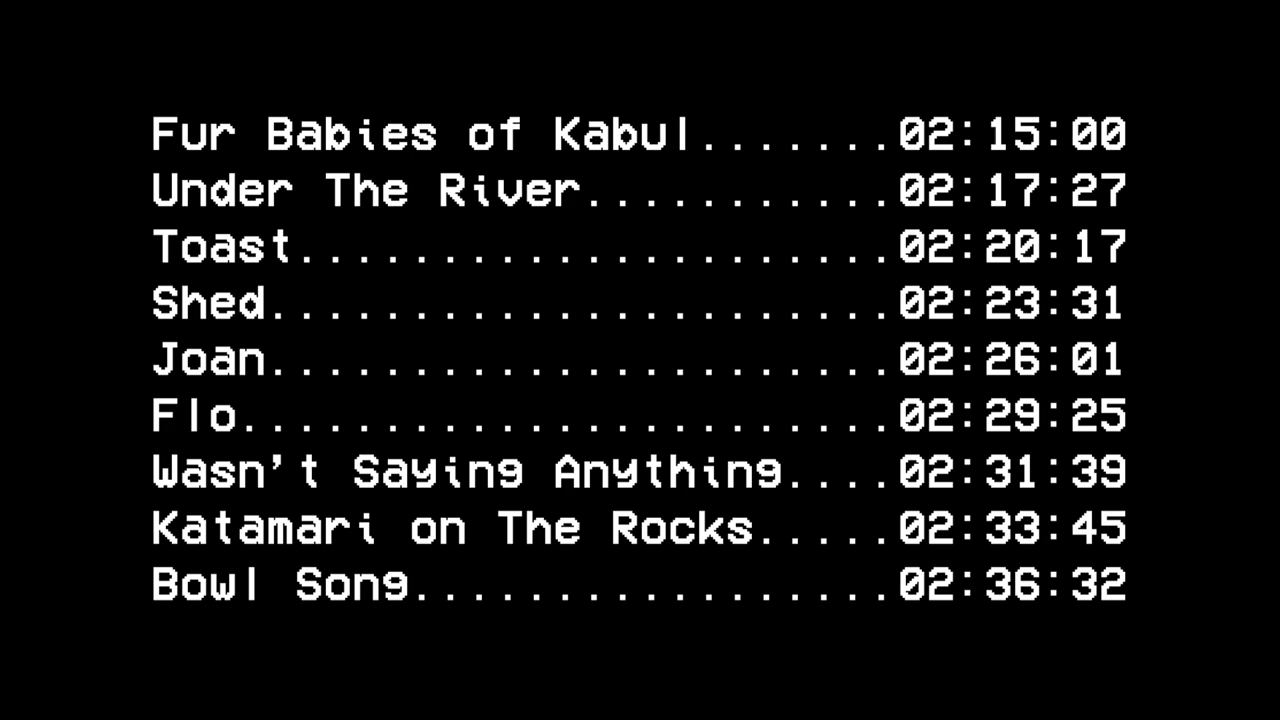 Fur Babies of Kabul.......02:15:00
Under The River...........02:17:27
Toast.....................02:20:17
Shed......................02:23:31
Joan......................02:26:01
Flo.......................02:29:25
Wasn't Saying Anything....02:31:39
Katamari on The Rocks.....02:33:45
Bowl Song.................02:36:32